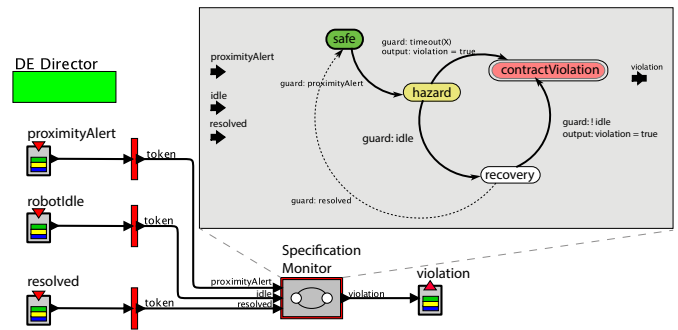 DE Director
proximityAlert
token
robotIdle
token
resolved
token
proximityAlert
idle
resolved
Specification
Monitor
violation
violation
proximityAlert
idle
resolved
safe
guard: timeout(X)
output: violation = true
guard: proximityAlert
hazard
contractViolation
violation
guard: idle
guard: ! idle
output: violation = true
recovery
guard: resolved